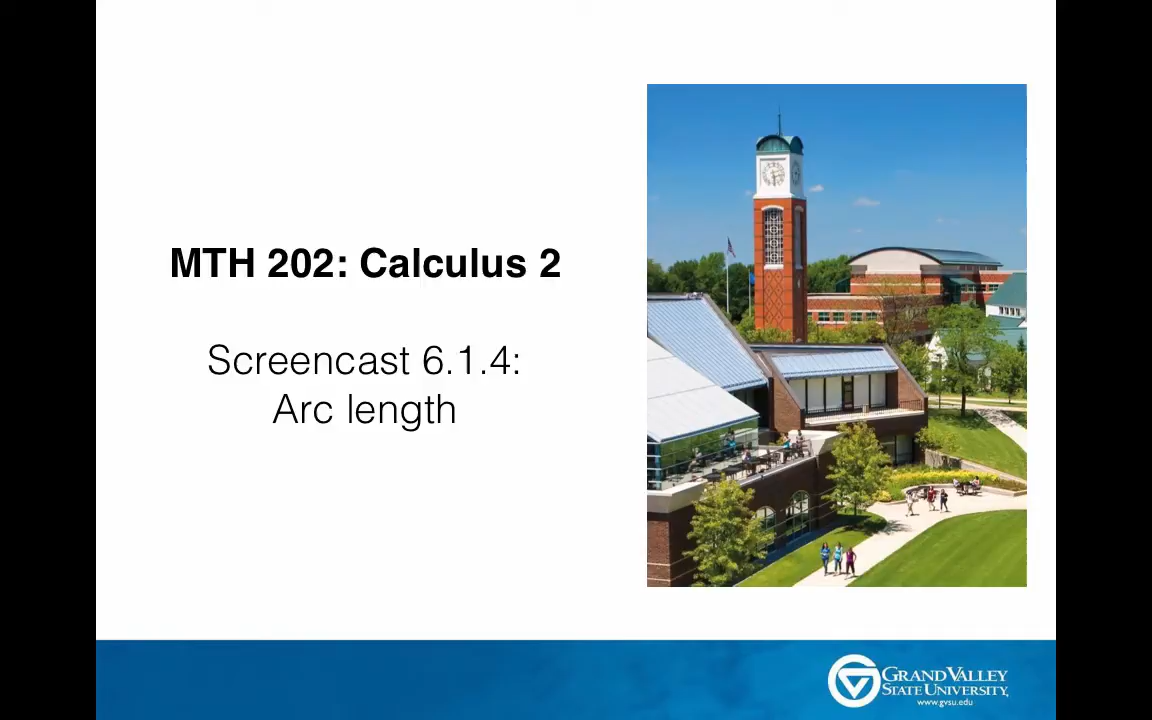 MTH 202: Calculus 2
Screencast 6.1.4:
Arc length
GRAND VALLEY
STATE UNIVERSITY
www.gvsu.edu